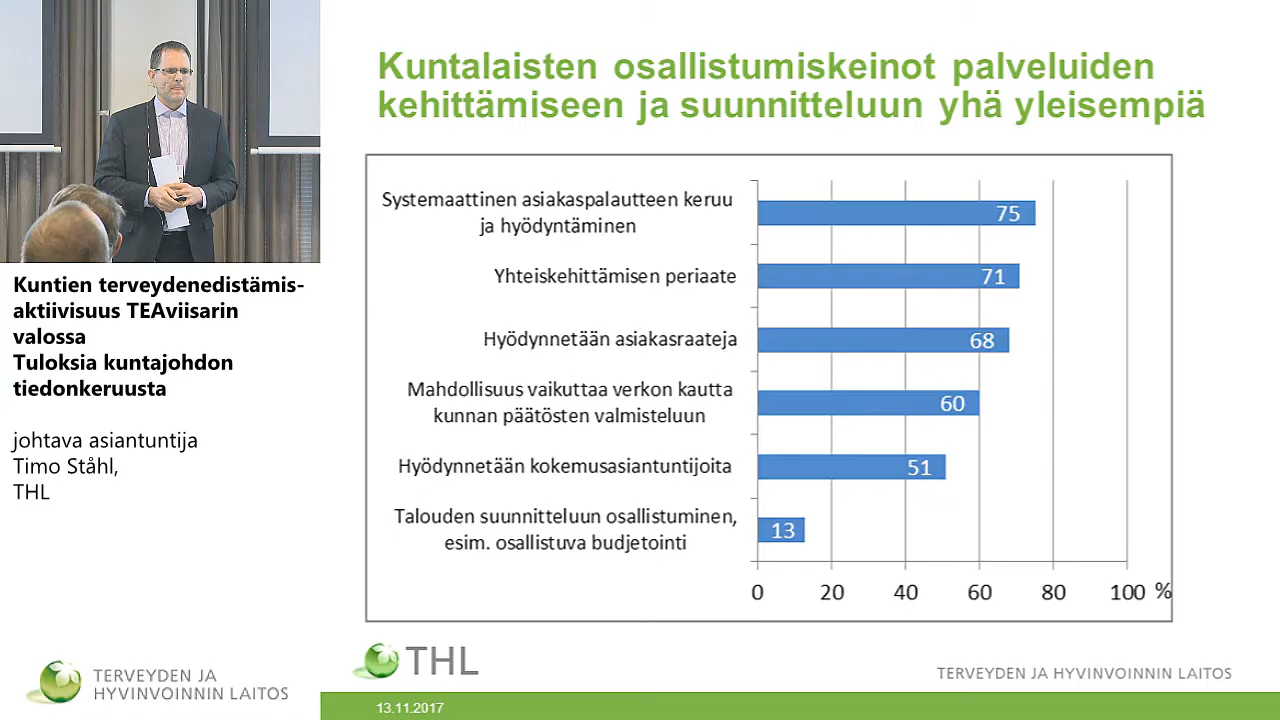 Kuntalaisten osallistumiskeinot palveluiden
kehittämiseen ja suunnitteluun yhä yleisempiä
Kuntien terveydenedistämis-
aktiivisuus TEAviisarin
valossa
Tuloksia kuntajohdon
tiedonkeruusta
johtava asiantuntija
Timo Ståhl,
THL
Systemaattinen asiakaspalautteen keruu
ja hyödyntäminen
75
Yhteiskehittämisen periaate
71
Hyödynnetään asiakasraateja
68
Mahdollisuus vaikuttaa verkon kautta
kunnan päätösten valmisteluun
60
Hyödynnetään kokemusasiantuntijoita
51
Talouden suunnitteluun osallistuminen,
esim. osallistuva budjetointi
13
0 20 40 60 80 100 %
TERVEYDEN JA
HYVINVOINNIN LAITOS
THL
TERVEYDEN JA HYVINVOINNIN LAITOS
13.11.2017